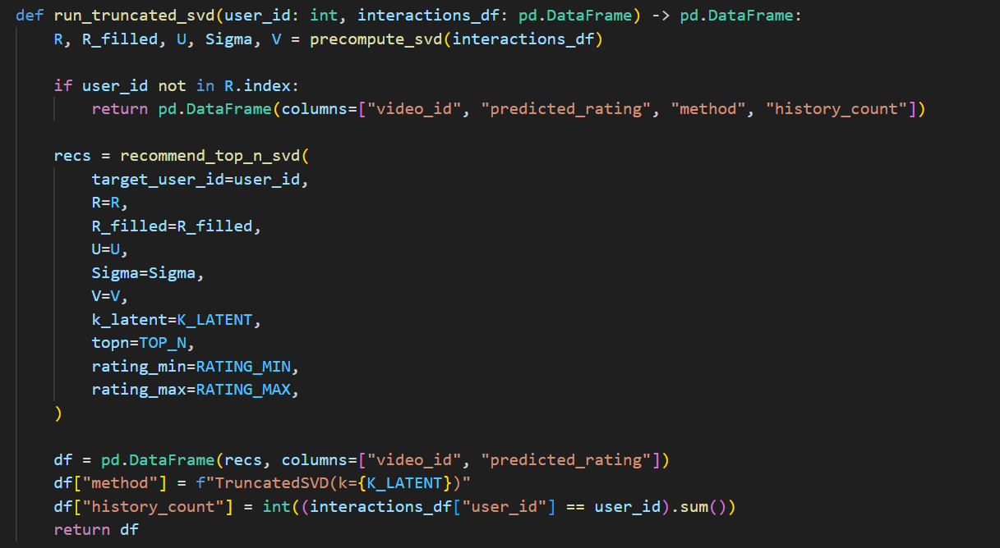 def run_truncated_svd(user_id: int, interactions_df: pd.DataFrame) -> pd.DataFrame:
    R, R_filled, U, Sigma, V = precompute_svd(interactions_df)

    if user_id not in R.index:
        return pd.DataFrame(columns=["video_id", "predicted_rating", "method", "history_count"])

    recs = recommend_top_n_svd(
        target_user_id=user_id,
        R=R,
        R_filled=R_filled,
        U=U,
        Sigma=Sigma,
        V=V,
        k_latent=K_LATENT,
        topn=TOP_N,
        rating_min=RATING_MIN,
        rating_max=RATING_MAX,
    )

    df = pd.DataFrame(recs, columns=["video_id", "predicted_rating"])
    df["method"] = f"TruncatedSVD(k={K_LATENT})"
    df["history_count"] = int((interactions_df["user_id"] == user_id).sum())
    return df